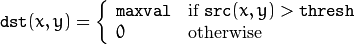 dst(x, y) = { maxval if src(x, y) > thresh
0 otherwise